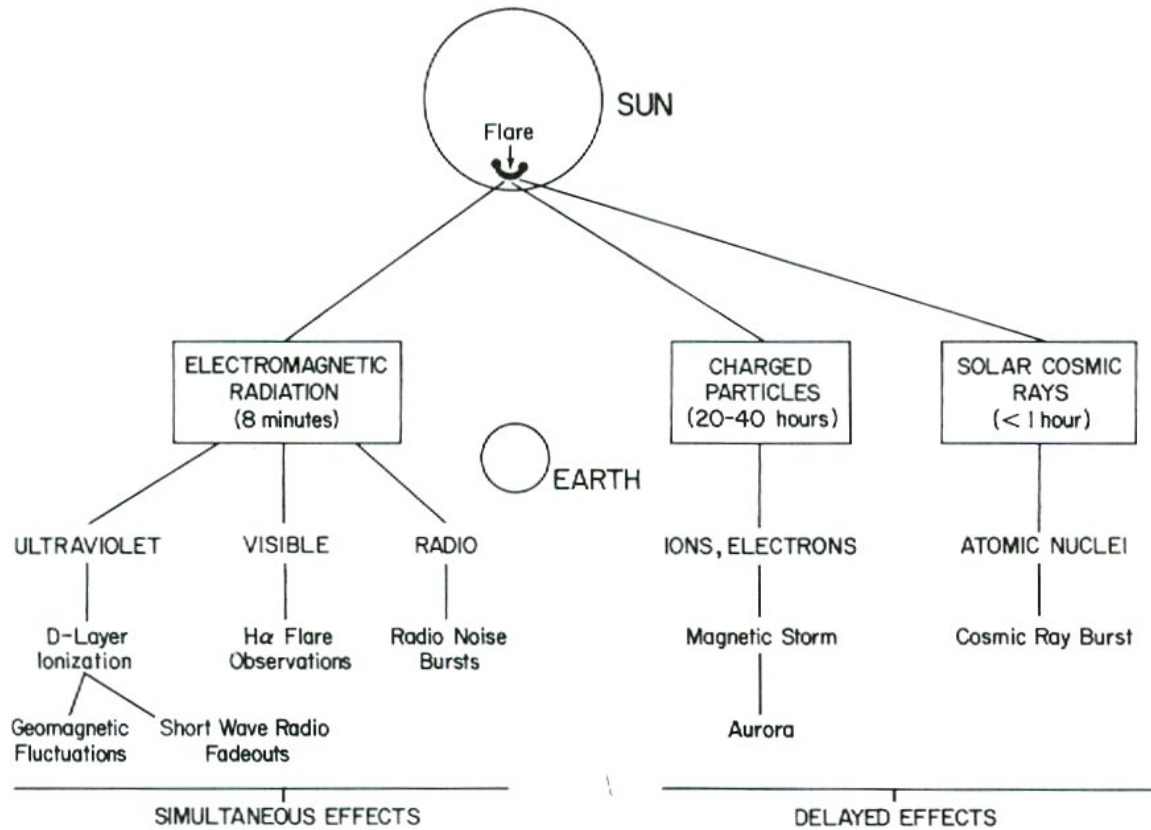 SUN
Flare
ELECTROMAGNETIC
RADIATION
(8 minutes)
CHARGED
PARTICLES
(20-40 hours)
SOLAR COSMIC
RAYS
(< 1 hour)
EARTH
ULTRAVIOLET
VISIBLE
RADIO
IONS, ELECTRONS
ATOMIC NUCLEI
D-Layer
Ionization
Hα Flare
Observations
Radio Noise
Bursts
Magnetic Storm
Cosmic Ray Burst
Geomagnetic
Fluctuations
Short Wave Radio
Fadeouts
Aurora
SIMULTANEOUS EFFECTS
DELAYED EFFECTS